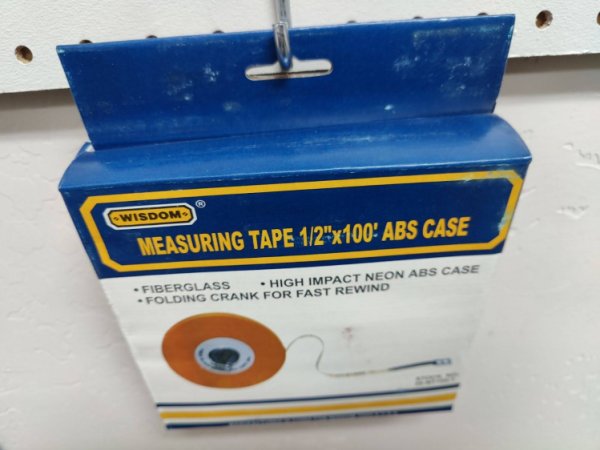 WISDOM ®
MEASURING TAPE 1/2"x100' ABS CASE
• FIBERGLASS • HIGH IMPACT NEON ABS CASE
• FOLDING CRANK FOR FAST REWIND